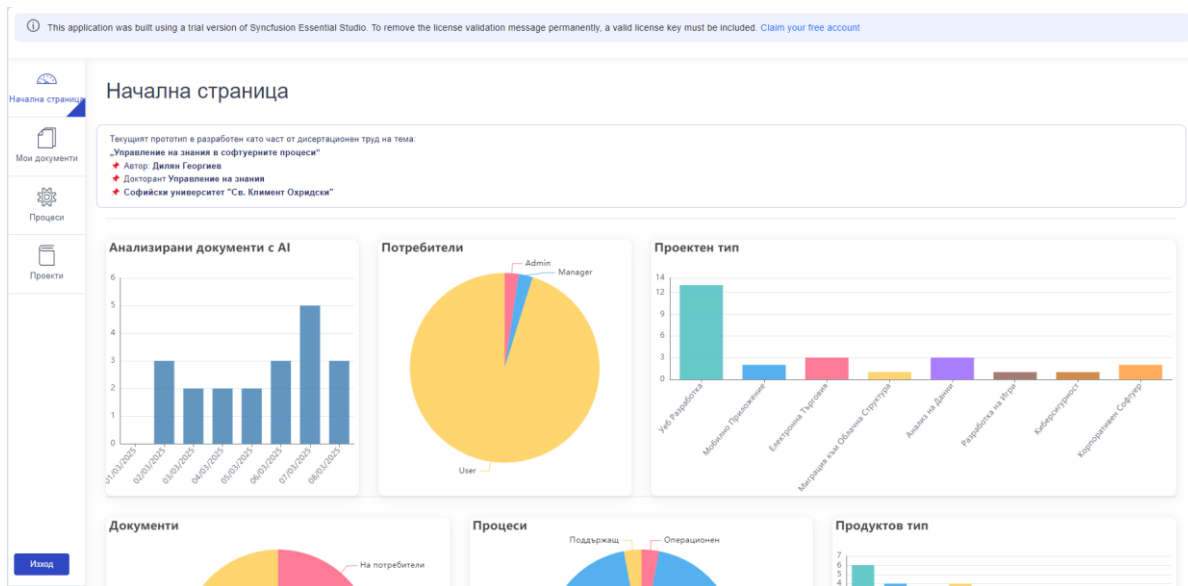 This application was built using a trial version of Syncfusion Essential Studio. To remove the license validation message permanently, a valid license key must be included. Claim your free account
Начална страница
Мои документи
Процеси
Проекти
Изход
Начална страница
Текущият прототип е разработен като част от дисертационен труд на тема:
„Управление на знания в софтуерните процеси“
Автор: Дилян Георгиев
Докторант Управление на знания
Софийски университет "Св. Климент Охридски"
Анализирани документи с AI
6
5
4
3
2
1
0
01/03/2025
02/03/2025
03/03/2025
04/03/2025
05/03/2025
06/03/2025
07/03/2025
08/03/2025
Потребители
Admin
Manager
User
Проектен тип
14
12
9
6
3
0
Уеб Разработка
Мобилно Приложение
Електронна Търговия
Миграция към Облачна Структура
Анализ на Данни
Разработка на Игри
Киберсигурност
Корпоративен Софтуер
Документи
На потребители
Процеси
Поддържащ
Операционен
Продуктов тип
7
6
5
4